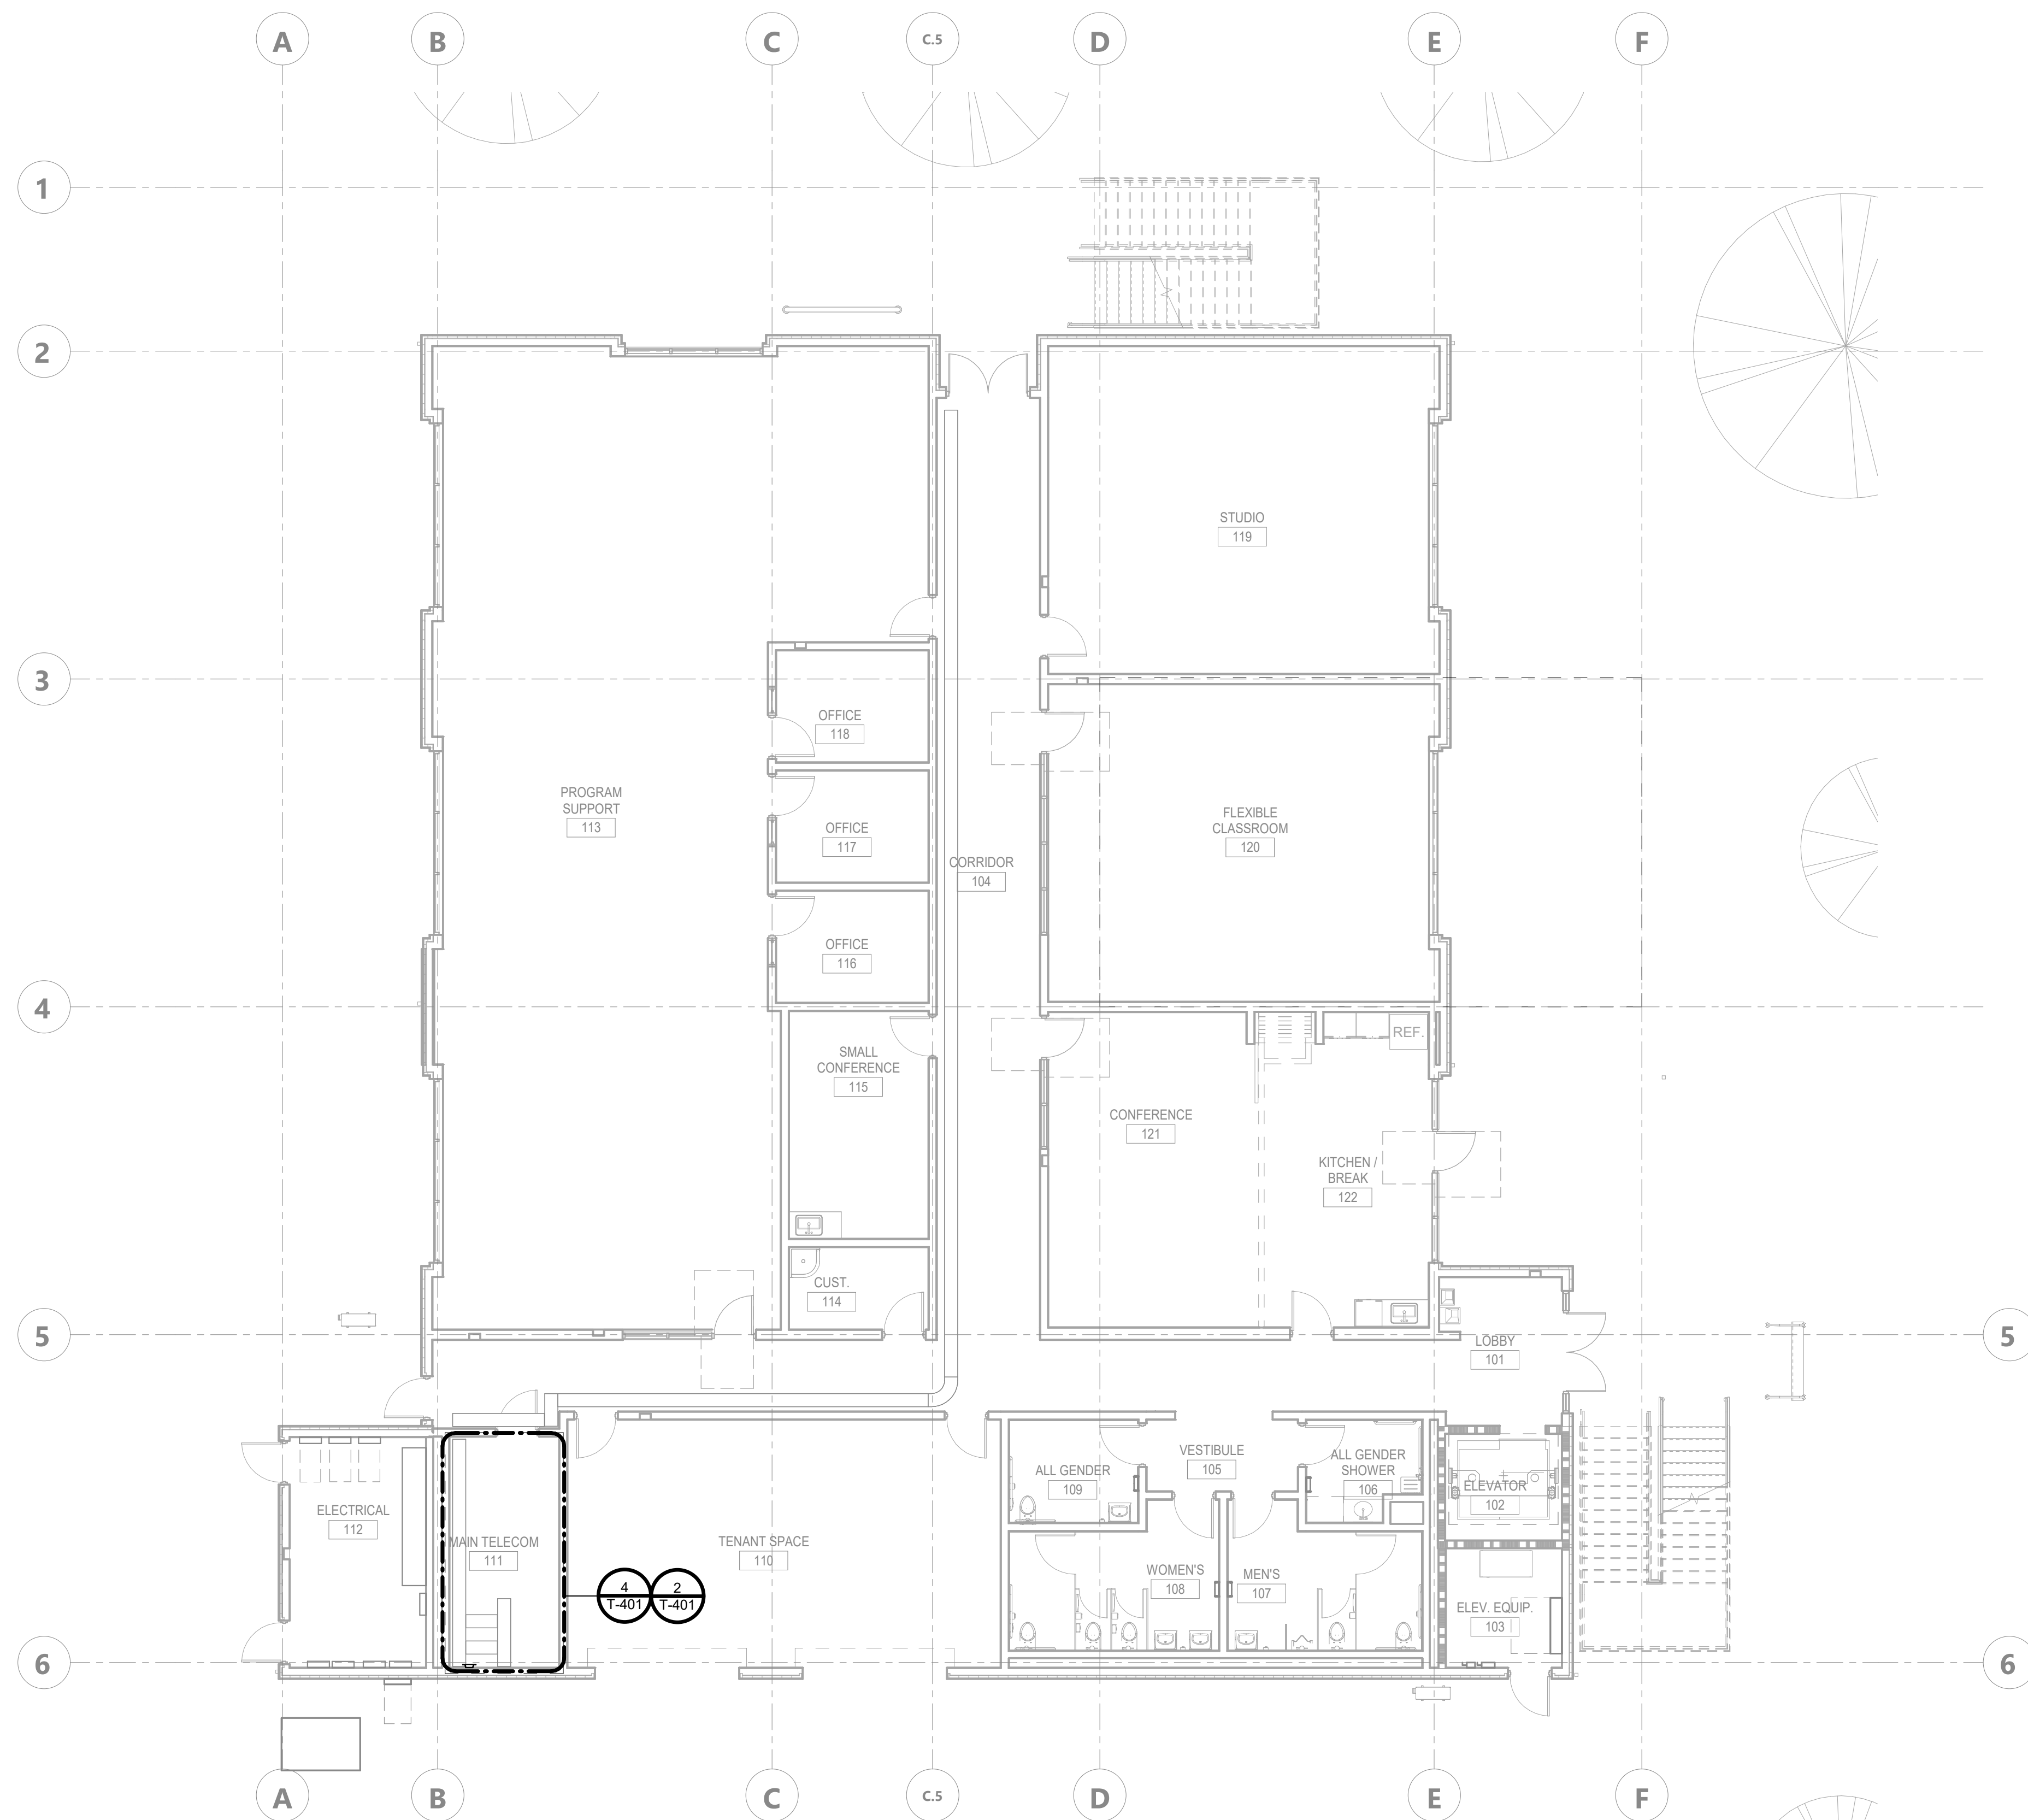 A
B
C
C.5
D
E
F
1
2
STUDIO
119
3
OFFICE
118
PROGRAM
SUPPORT
113
OFFICE
117
FLEXIBLE
CLASSROOM
120
CORRIDOR
104
OFFICE
116
4
REF.
SMALL
CONFERENCE
115
CONFERENCE
121
KITCHEN /
BREAK
122
CUST.
114
5
LOBBY
101
5
VESTIBULE
105
ALL GENDER
SHOWER
106
ALL GENDER
109
ELEVATOR
102
ELECTRICAL
112
MAIN TELECOM
111
TENANT SPACE
110
WOMEN'S
108
MEN'S
107
4
T-401
2
T-401
ELEV. EQUIP.
103
6
6
A
B
C
C.5
D
E
F